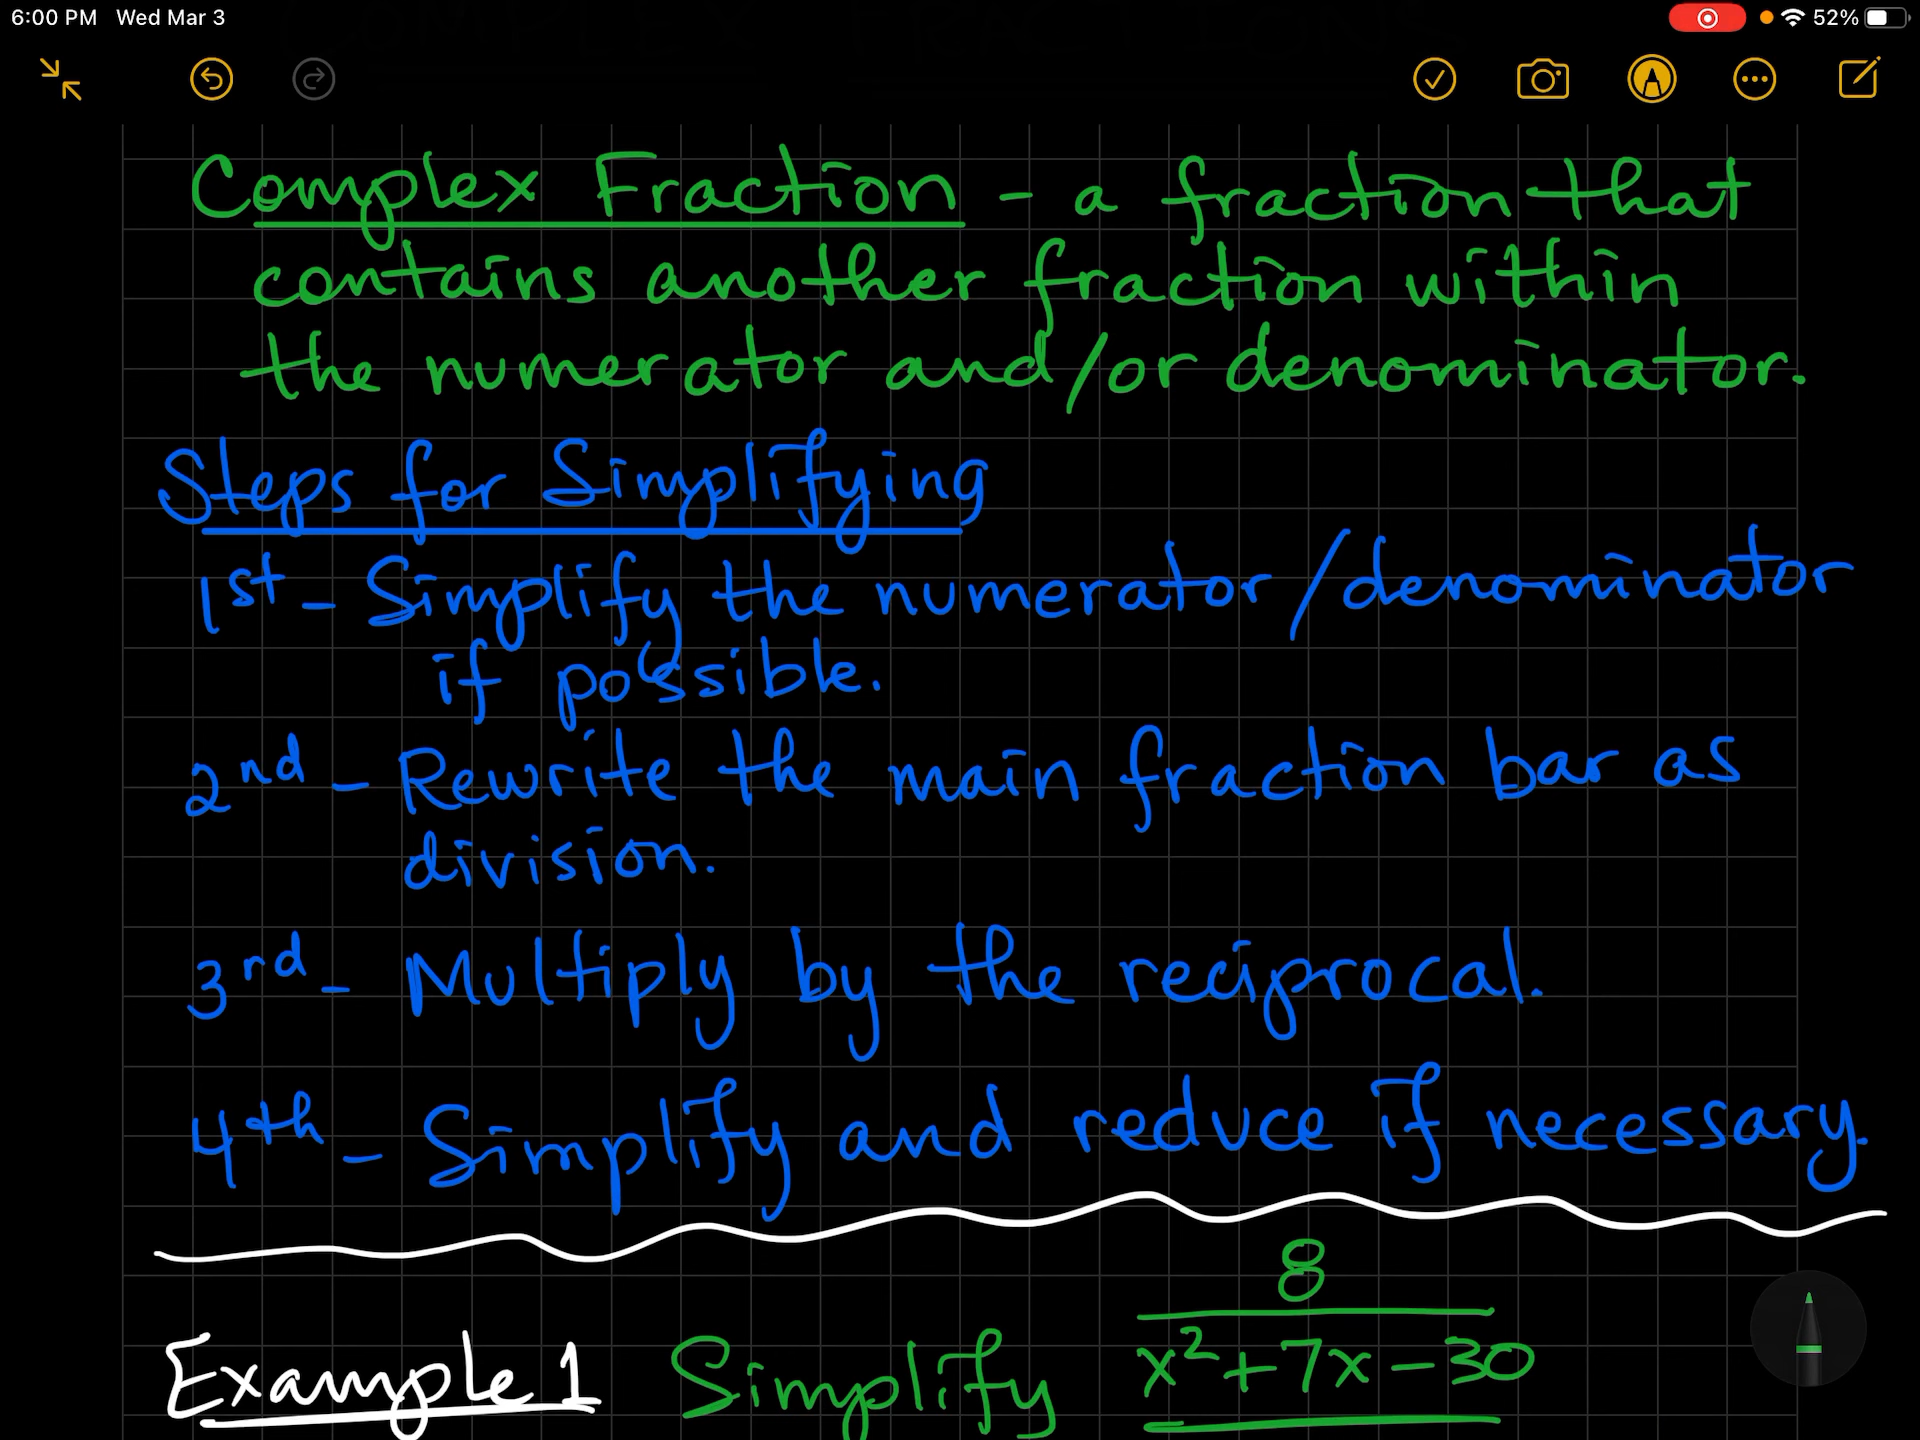 6:00 PM Wed Mar 3
52%
Complex Fraction - a fraction that
contains another fraction within
the numerator and/or denominator.
Steps for Simplifying
1st - Simplify the numerator/denominator
if possible.
2nd - Rewrite the main fraction bar as
division.
3rd - Multiply by the reciprocal.
4th - Simplify and reduce if necessary.
8
Example 1 Simplify x²+7x-30